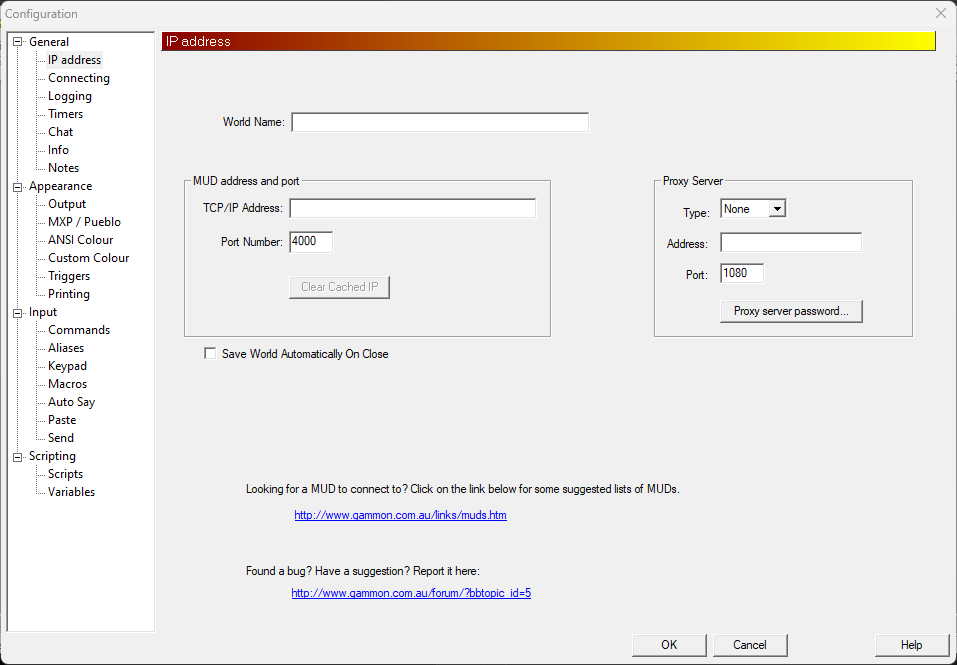 Configuration
General
IP address
Connecting
Logging
Timers
Chat
Info
Notes
Appearance
Output
MXP / Pueblo
ANSI Colour
Custom Colour
Triggers
Printing
Input
Commands
Aliases
Keypad
Macros
Auto Say
Paste
Send
Scripting
Scripts
Variables
IP address
World Name:
MUD address and port
TCP/IP Address:
Port Number: 4000
Clear Cached IP
Save World Automatically On Close
Proxy Server
Type: None
Address:
Port: 1080
Proxy server password...
Looking for a MUD to connect to? Click on the link below for some suggested lists of MUDs.
http://www.gammon.com.au/links/muds.htm
Found a bug? Have a suggestion? Report it here:
http://www.gammon.com.au/forum/?bbtopic_id=5
OK
Cancel
Help